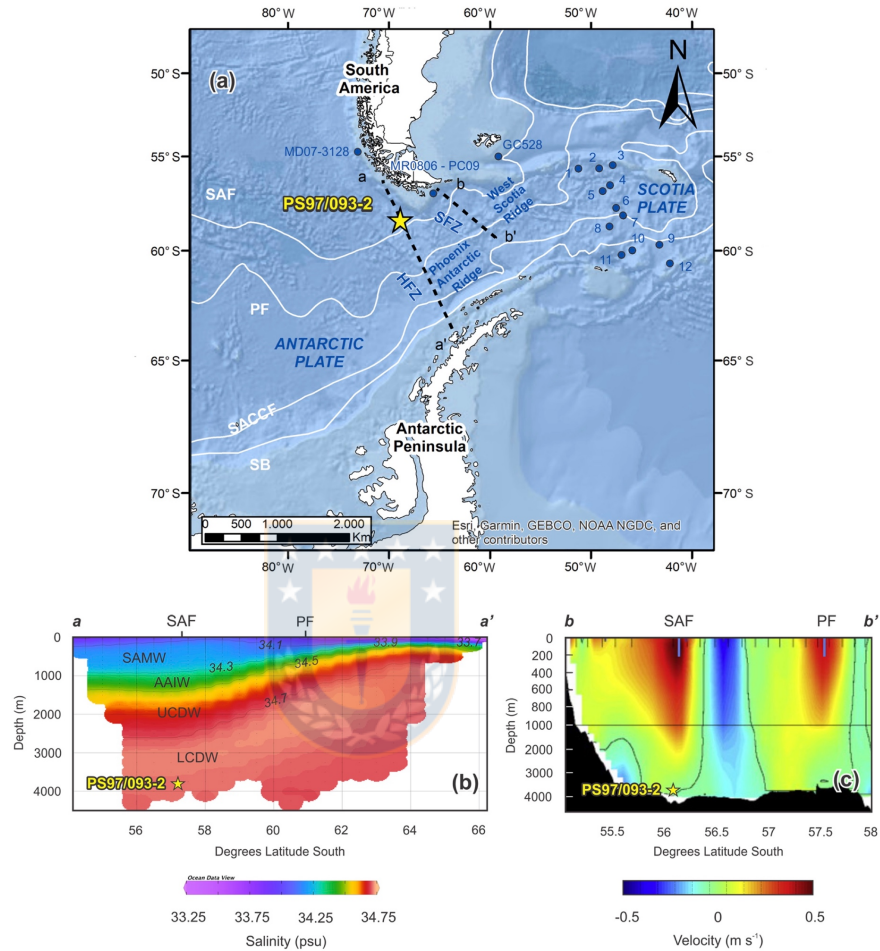 80° W
70° W
60° W
50° W
40° W
50° S
55° S
60° S
65° S
70° S
50° S
55° S
60° S
65° S
70° S
(a)
N
South
America
MD07-3128
GC528
MR0806 - PC09
a
b
b'
a'
1
2
3
4
5
6
7
8
9
10
11
12
SCOTIA
PLATE
West
Scotia
Ridge
SAF
PS97/093-2
SFZ
Phoenix
Antarctic
Ridge
HFZ
PF
ANTARCTIC
PLATE
SACCF
SB
Antarctic
Peninsula
0 500 1.000 2.000
Km
Esri, Garmin, GEBCO, NOAA NGDC, and
other contributors
80° W
70° W
60° W
50° W
40° W
a SAF PF a'
0
1000
2000
3000
4000
Depth (m)
SAMW
AAIW
UCDW
LCDW
34.1
33.9
33.7
34.3
34.5
34.7
PS97/093-2
(b)
56 58 60 62 64 66
Degrees Latitude South
Ocean Data View
33.25 33.75 34.25 34.75
Salinity (psu)
b SAF PF b'
0
200
400
600
800
1000
2000
3000
4000
Depth (m)
PS97/093-2
(c)
55.5 56 56.5 57 57.5 58
Degrees Latitude South
-0.5 0 0.5
Velocity (m s⁻¹)